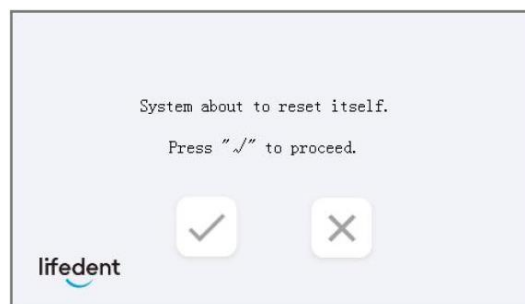 System about to reset itself.
Press "√" to proceed.
lifedent